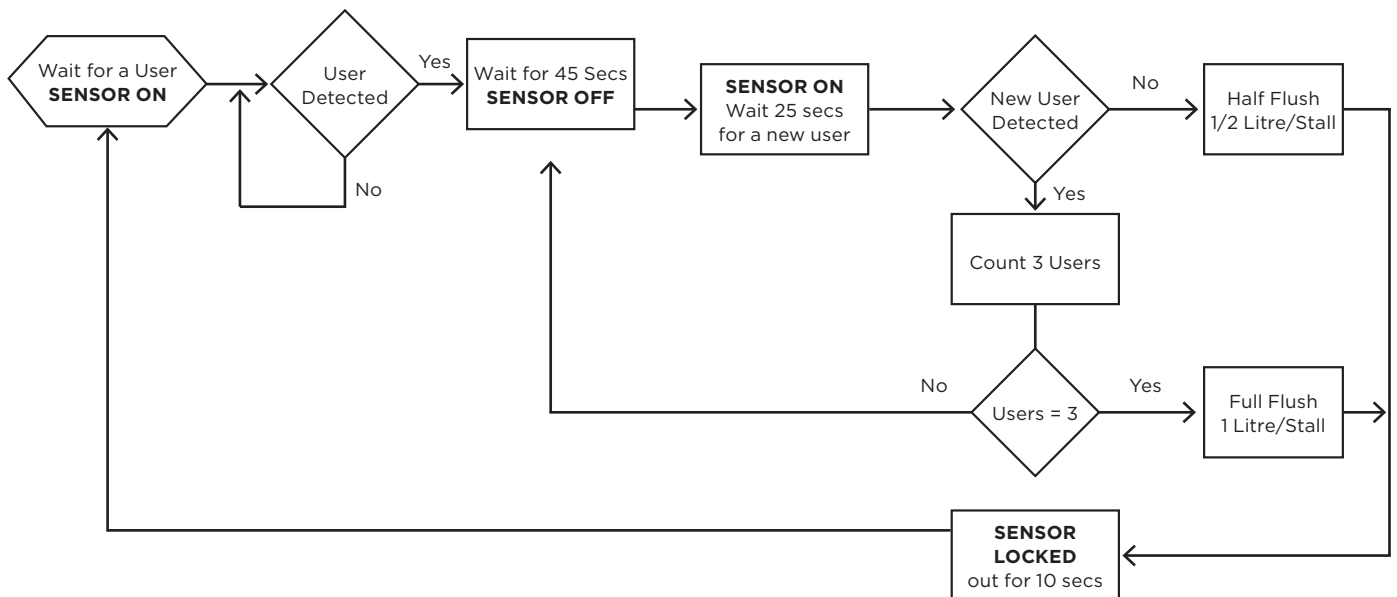 Wait for a User
SENSOR ON
User
Detected
Yes
No
Wait for 45 Secs
SENSOR OFF
SENSOR ON
Wait 25 secs
for a new user
New User
Detected
No
Half Flush
1/2 Litre/Stall
Yes
Count 3 Users
Users = 3
No
Yes
Full Flush
1 Litre/Stall
SENSOR
LOCKED
out for 10 secs